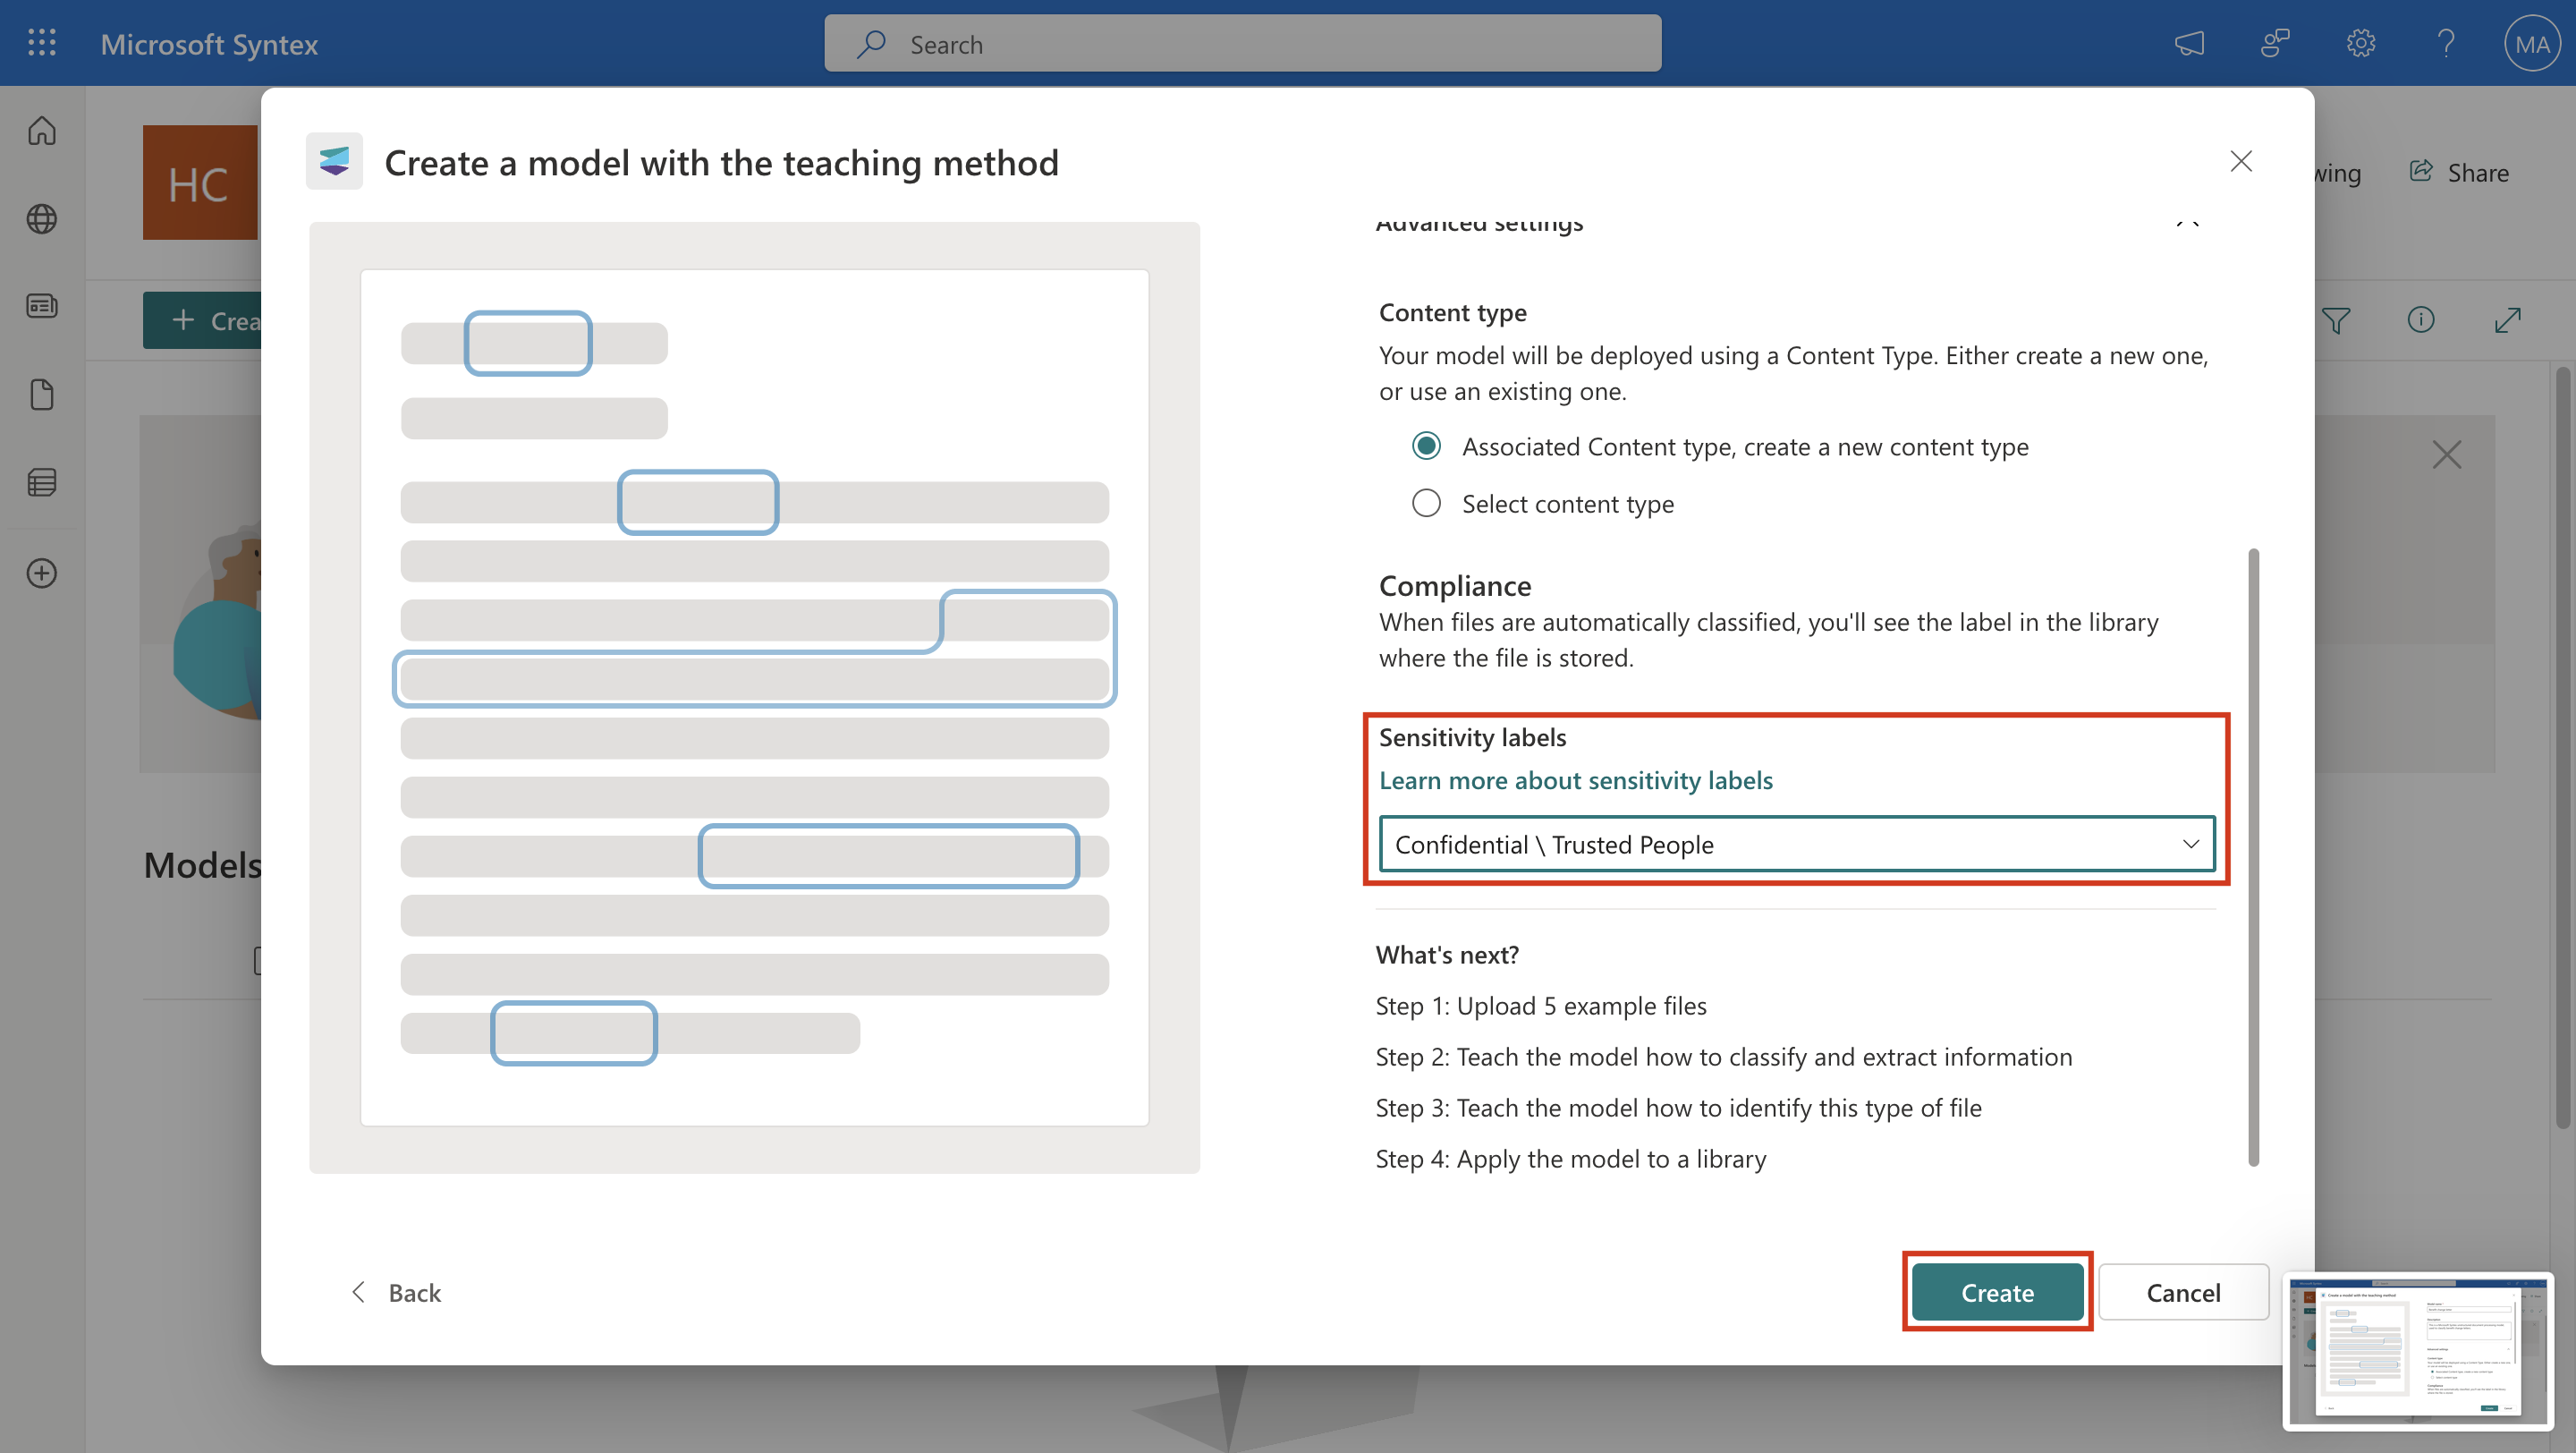 Microsoft Syntex
Search
MA
HC
Create a model with the teaching method
wing
Share
Advanced settings
Crea
Content type
Your model will be deployed using a Content Type. Either create a new one,
or use an existing one.
Associated Content type, create a new content type
Select content type
Compliance
When files are automatically classified, you'll see the label in the library
where the file is stored.
Sensitivity labels
Learn more about sensitivity labels
Confidential \ Trusted People
Models
What's next?
Step 1: Upload 5 example files
Step 2: Teach the model how to classify and extract information
Step 3: Teach the model how to identify this type of file
Step 4: Apply the model to a library
Back
Create
Cancel
Create a model with the teaching method